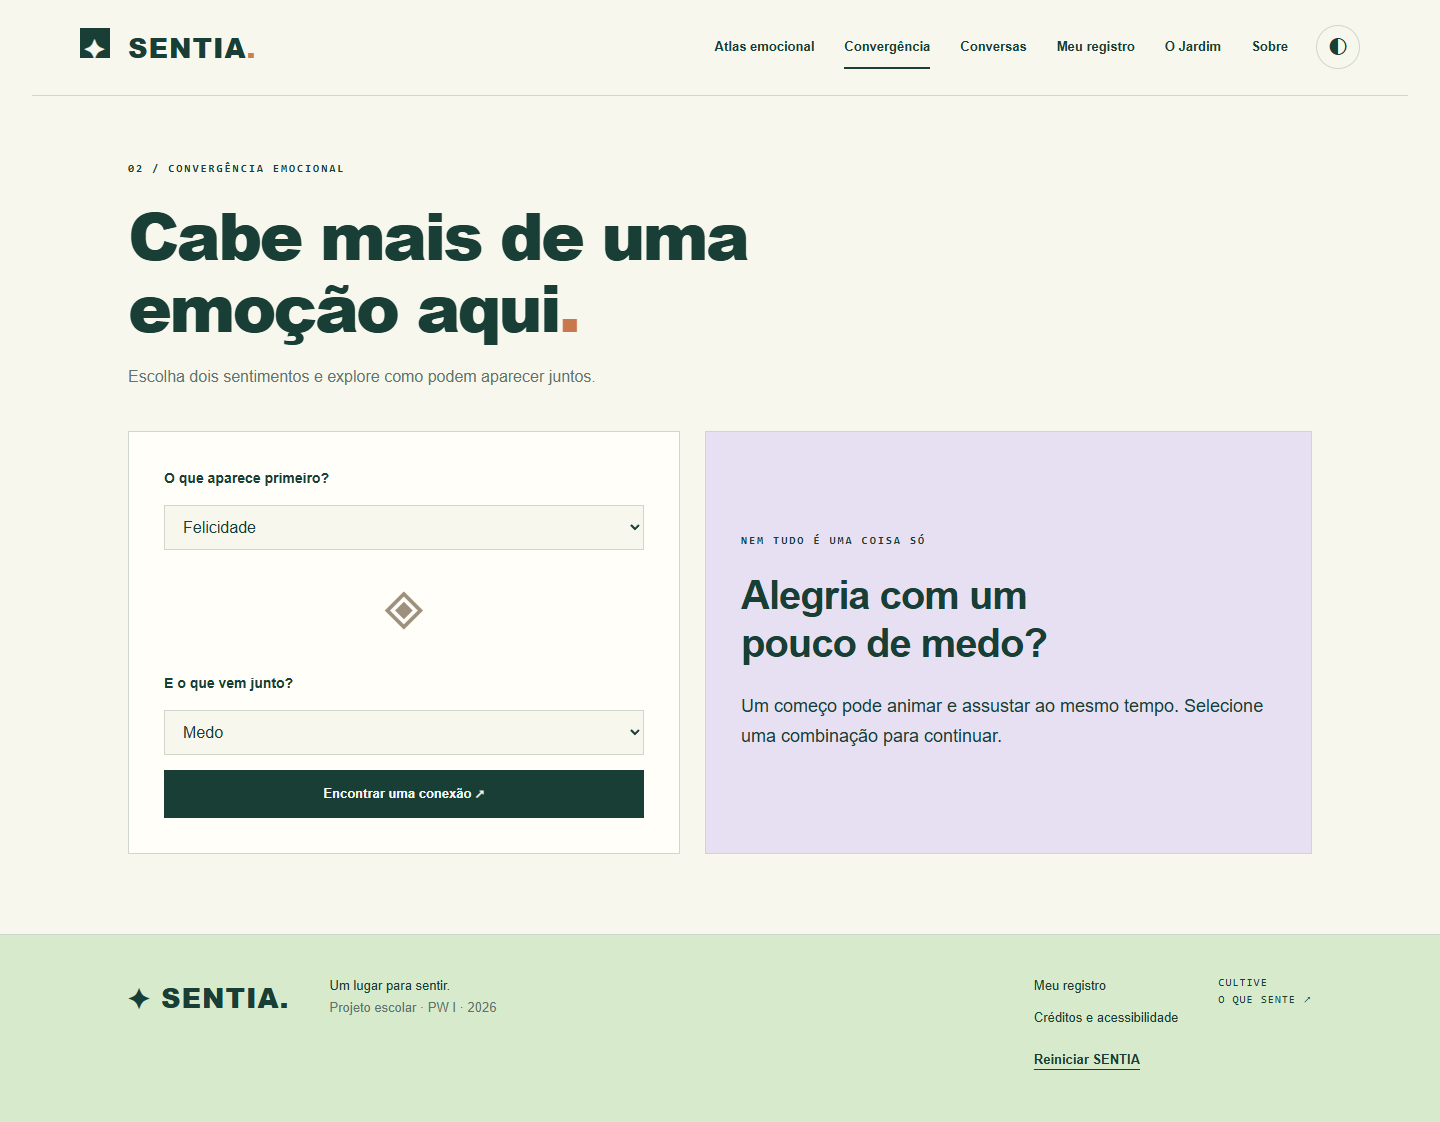 SENTIA.
Atlas emocional
Convergência
Conversas
Meu registro
O Jardim
Sobre
02 / CONVERGÊNCIA EMOCIONAL
Cabe mais de uma
emoção aqui.
Escolha dois sentimentos e explore como podem aparecer juntos.
O que aparece primeiro?
Felicidade
E o que vem junto?
Medo
Encontrar uma conexão ↗
NEM TUDO É UMA COISA SÓ
Alegria com um
pouco de medo?
Um começo pode animar e assustar ao mesmo tempo. Selecione
uma combinação para continuar.
✦ SENTIA.
Um lugar para sentir.
Projeto escolar · PW I · 2026
Meu registro
Créditos e acessibilidade
Reiniciar SENTIA
CULTIVE
O QUE SENTE ↗